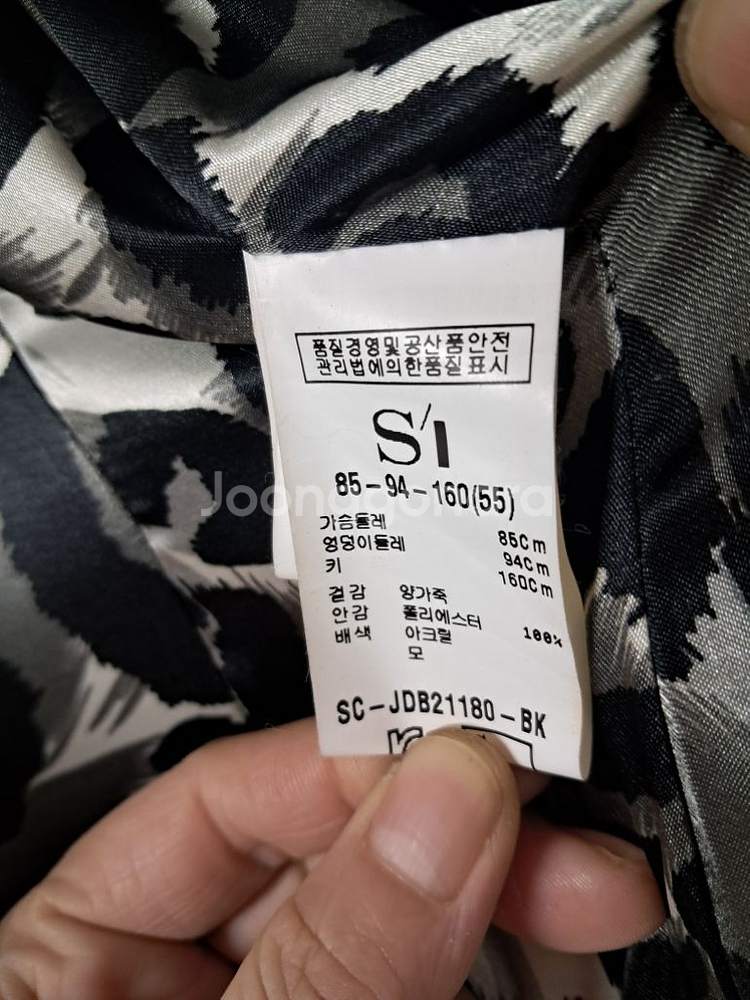 품질경영및공산품안전
관리법에의한품질표시
S'I
85-94-160(55)
Joonggonara
가슴둘레 85Cm
영덩이둘레 94Cm
키 160Cm
겉감 양가죽
안감 폴리에스터 100%
배색 아크릴
모
SC-JDB21180-BK